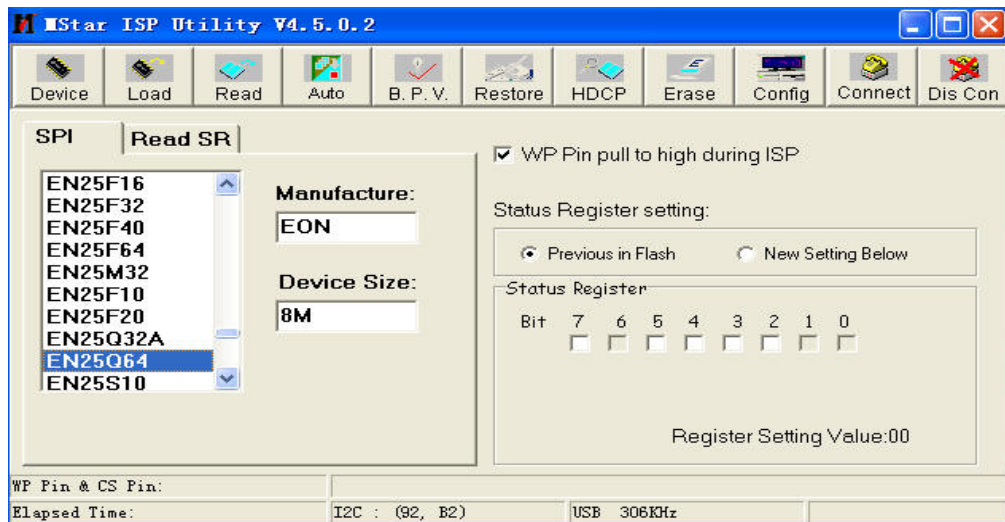 MStar ISP Utility V4.5.0.2
Device Load Read Auto B. P. V. Restore HDCP Erase Config Connect Dis Con
SPI Read SR
EN25F16
EN25F32
EN25F40
EN25F64
EN25M32
EN25F10
EN25F20
EN25Q32A
EN25Q64
EN25S10
Manufacture:
EON
Device Size:
8M
WP Pin pull to high during ISP
Status Register setting:
Previous in Flash New Setting Below
Status Register
Bit 7 6 5 4 3 2 1 0
Register Setting Value:00
WP Pin & CS Pin:
Elapsed Time: I2C : (92, B2) USB 306KHz